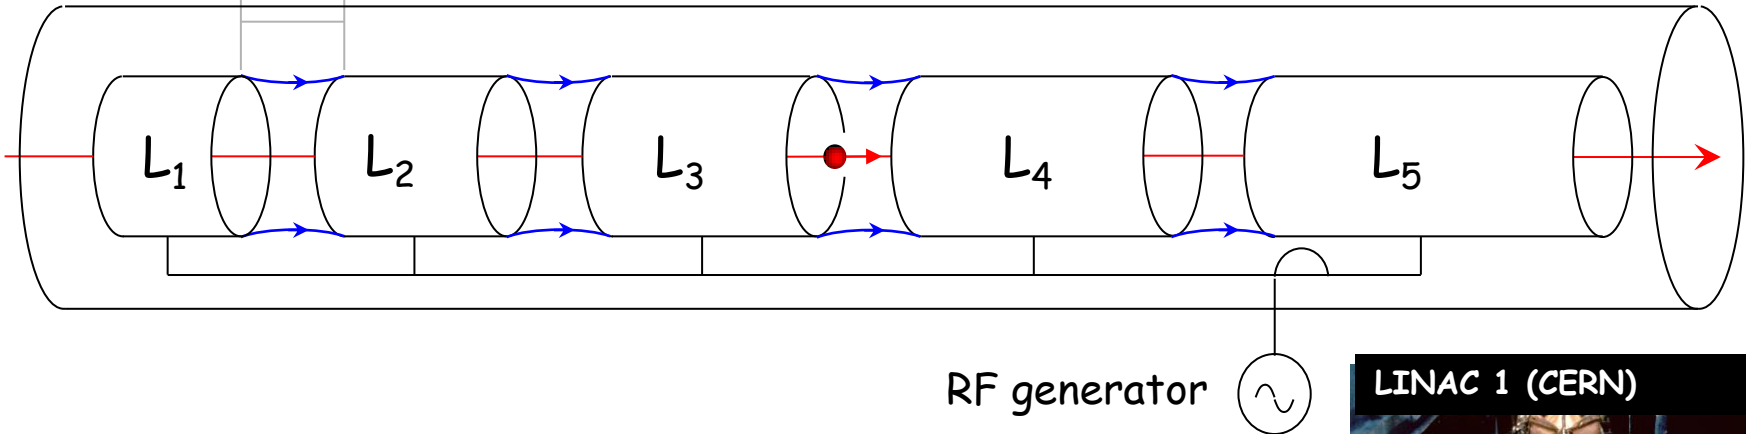 L₁ L₂ L₃ L₄ L₅
RF generator
LINAC 1 (CERN)